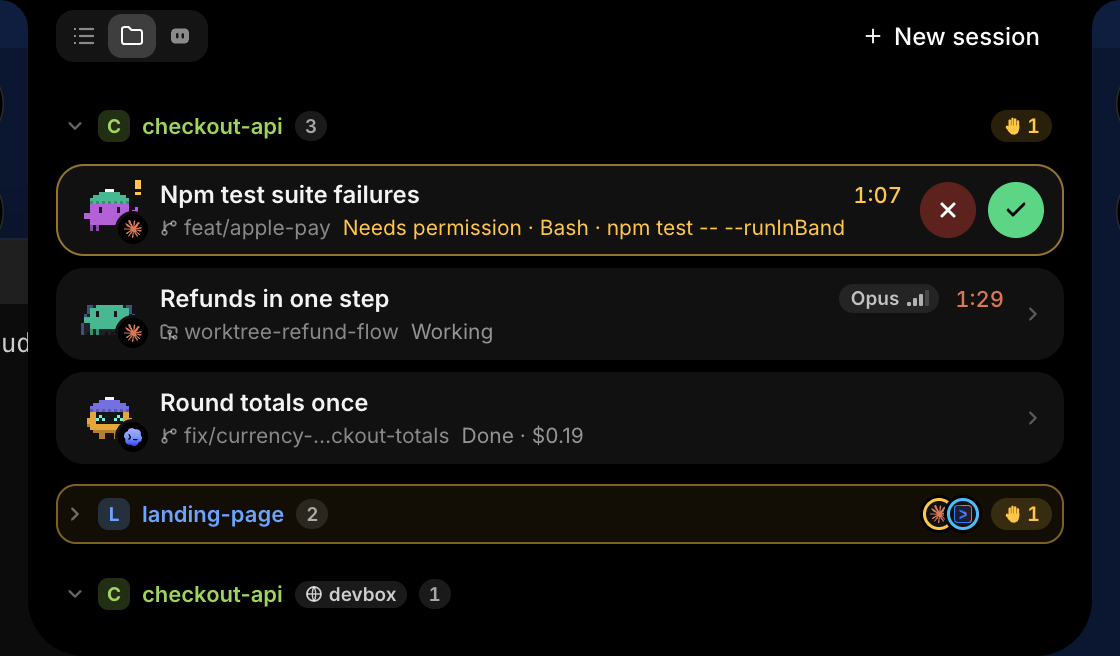 + New session
C checkout-api 3
1
Npm test suite failures
1:07
feat/apple-pay Needs permission · Bash · npm test -- --runInBand
Refunds in one step
Opus 1:29
worktree-refund-flow Working
Round totals once
fix/currency-...ckout-totals Done · $0.19
L landing-page 2
1
C checkout-api devbox 1
ud